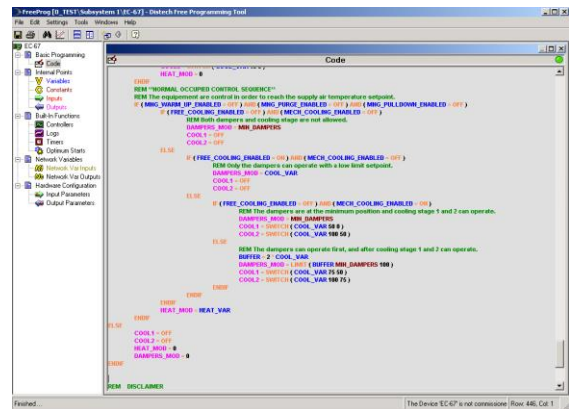 FreeProg [D_TEST\Subsystem 1\EC-67] - Distech Free Programming Tool
File Edit Settings Tools Windows Help
EC-67
Basic Programming
Code
Internal Points
Variables
Constants
Inputs
Outputs
Built-In Functions
Controllers
Logs
Timers
Optimum Starts
Network Variables
Network Var Inputs
Network Var Outputs
Hardware Configuration
Input Parameters
Output Parameters
Code
HEAT_MOD = 0
ENDIF
REM "NORMAL OCCUPIED CONTROL SEQUENCE"
REM The equipement are control in order to reach the supply air temperature setpoint.
IF ( MNG_WARM_UP_ENABLED = OFF ) AND ( MNG_PURGE_ENABLED = OFF ) AND ( MNG_PULLDOWN_ENABLED = OFF )
IF ( FREE_COOLING_ENABLED = OFF ) AND ( MECH_COOLING_ENABLED = OFF )
REM Both dampers and cooling stage are not allowed.
DAMPERS_MOD = MIN_DAMPERS
COOL1 = OFF
COOL2 = OFF
ELSE
IF ( FREE_COOLING_ENABLED = ON ) AND ( MECH_COOLING_ENABLED = OFF )
REM Only the dampers can operate with a low limit setpoint.
DAMPERS_MOD = COOL_VAR
COOL1 = OFF
COOL2 = OFF
ELSE
IF ( FREE_COOLING_ENABLED = OFF ) AND ( MECH_COOLING_ENABLED = ON )
REM The dampers are at the minimum position and cooling stage 1 and 2 can operate.
DAMPERS_MOD = MIN_DAMPERS
COOL1 = SWITCH ( COOL_VAR 50 0 )
COOL2 = SWITCH ( COOL_VAR 100 50 )
ELSE
REM The dampers can operate first, and after cooling stage 1 and 2 can operate.
BUFFER = 2 * COOL_VAR
DAMPERS_MOD = LIMIT ( BUFFER MIN_DAMPERS 100 )
COOL1 = SWITCH ( COOL_VAR 75 50 )
COOL2 = SWITCH ( COOL_VAR 100 75 )
ENDIF
ENDIF
ENDIF
HEAT_MOD = HEAT_VAR
ENDIF
ELSE
COOL1 = OFF
COOL2 = OFF
HEAT_MOD = 0
DAMPERS_MOD = 0
ENDIF
REM DISCLAIMER
Finished...
The Device 'EC-67' is not commissione
Row: 446, Col: 1